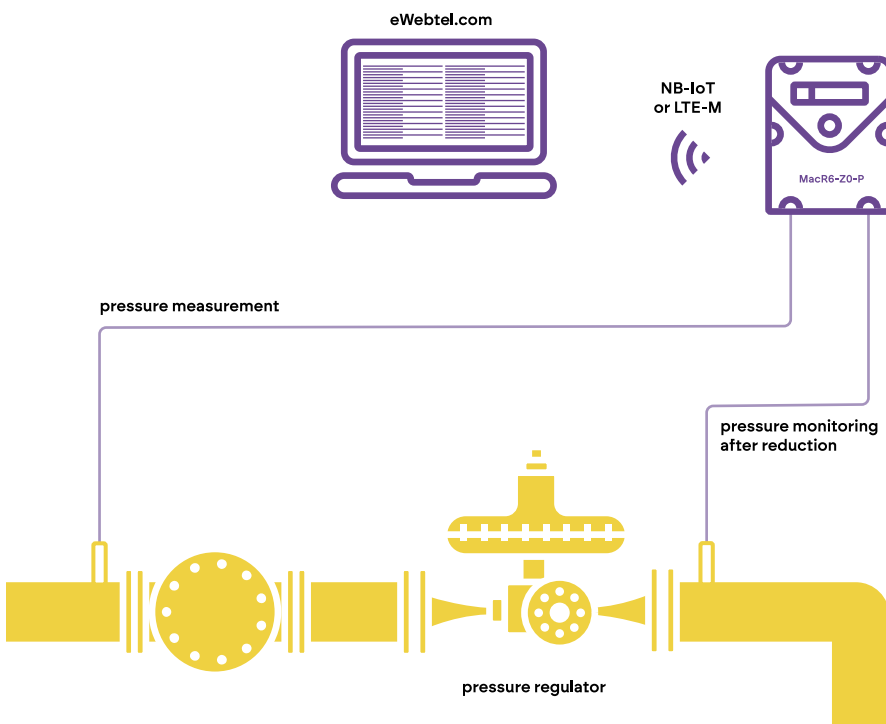 eWebtel.com
NB-IoT
or LTE-M
MacR6-Z0-P
pressure measurement
pressure monitoring
after reduction
pressure regulator